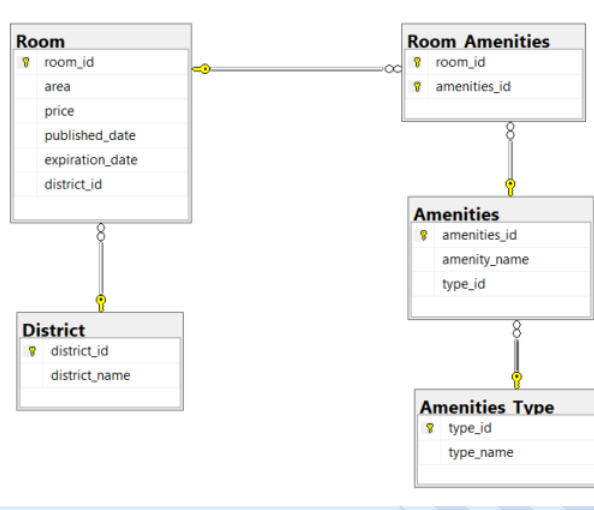 Room
room_id
area
price
published_date
expiration_date
district_id
Room Amenities
room_id
amenities_id
Amenities
amenities_id
amenity_name
type_id
District
district_id
district_name
Amenities Type
type_id
type_name